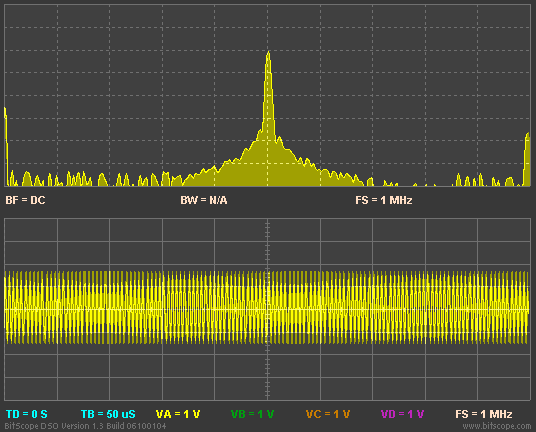 BF = DC BW = N/A FS = 1 MHz
TD = 0 S TB = 50 uS VA = 1 V VB = 1 V VC = 1 V VD = 1 V FS = 1 MHz
BitScope DSO Version 1.3 Build 06100104 www.bitscope.com